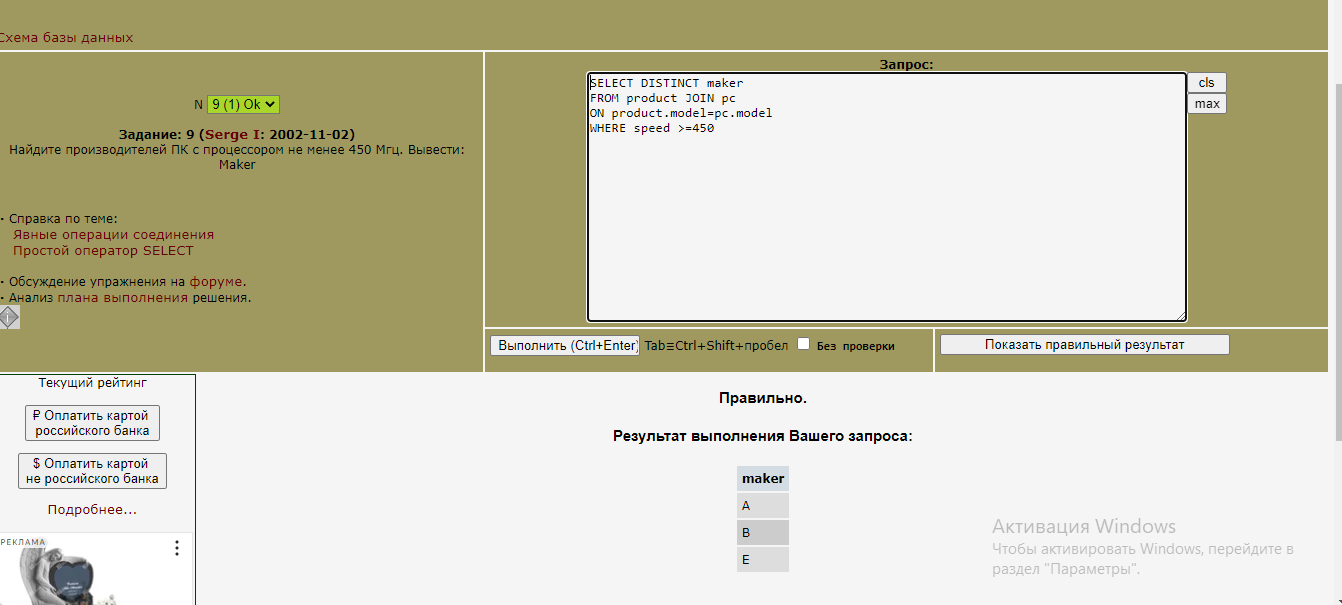 Схема базы данных
N 9 (1) Ok
Задание: 9 (Serge I: 2002-11-02)
Найдите производителей ПК с процессором не менее 450 Мгц. Вывести:
Maker
· Справка по теме:
Явные операции соединения
Простой оператор SELECT
· Обсуждение упражнения на форуме.
· Анализ плана выполнения решения.
Запрос:
SELECT DISTINCT maker
FROM product JOIN pc
ON product.model=pc.model
WHERE speed >=450
cls
max
Выполнить (Ctrl+Enter) Tab≡Ctrl+Shift+пробел Без проверки
Показать правильный результат
Текущий рейтинг
₽ Оплатить картой
российского банка
$ Оплатить картой
не российского банка
Подробнее...
РЕКЛАМА
Правильно.
Результат выполнения Вашего запроса:
maker
A
B
E
Активация Windows
Чтобы активировать Windows, перейдите в
раздел "Параметры".